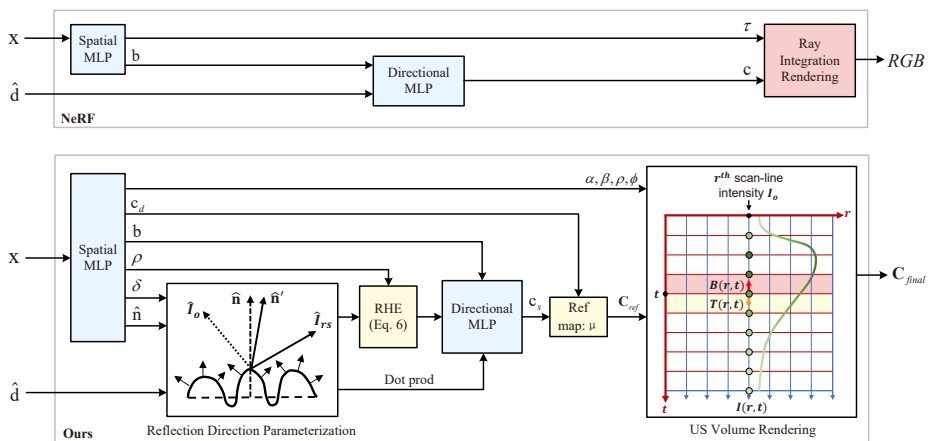 X
Spatial
MLP
b
τ
d̂
Directional
MLP
c
Ray
Integration
Rendering
RGB
NeRF
X
Spatial
MLP
α, β, ρ, ϕ
c_d
b
ρ
δ
n̂
d̂
Î_o
n̂
n̂′
Î_rs
RHE
(Eq. 6)
Directional
MLP
Dot prod
c_s
Ref
map: μ
C_ref
r^th scan-line
intensity I_o
r
B(r, t)
t
T(r, t)
I(r, t)
t
C_final
Ours
Reflection Direction Parameterization
US Volume Rendering